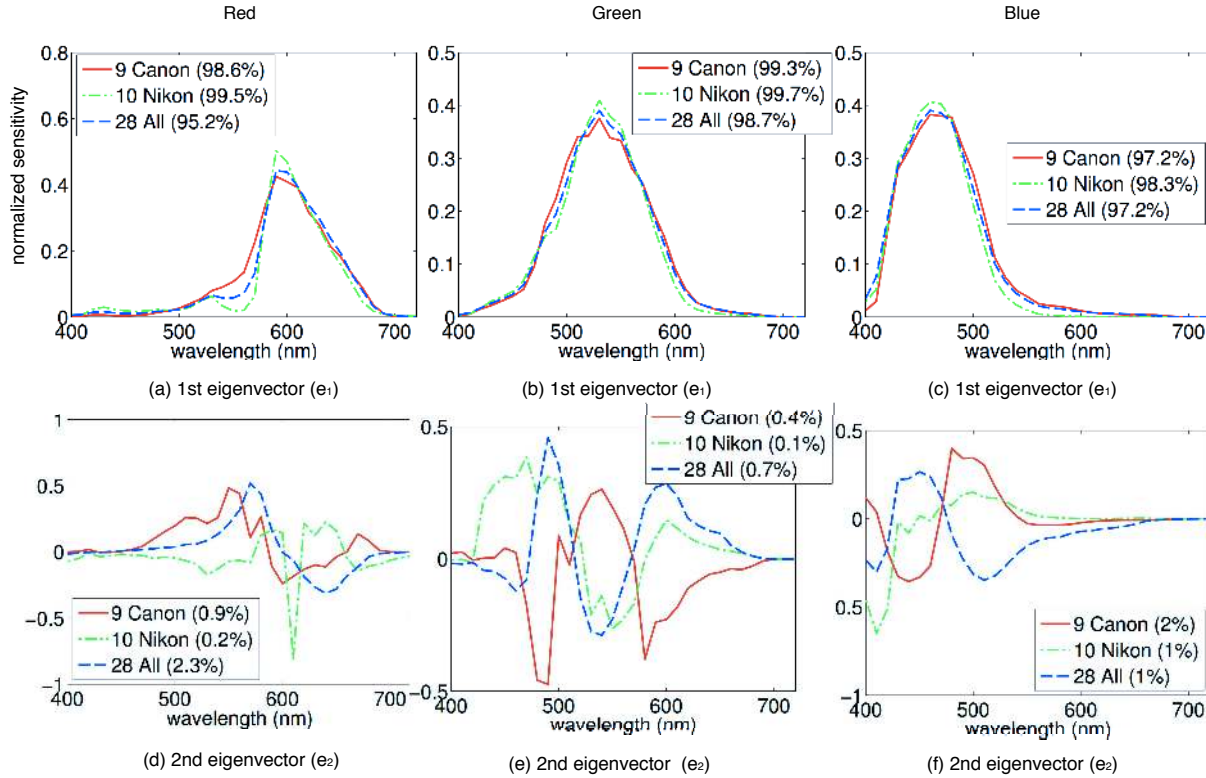 Red
Green
Blue
0.8
0.6
0.4
0.2
0
400
500
600
700
normalized sensitivity
wavelength (nm)
9 Canon (98.6%)
10 Nikon (99.5%)
28 All (95.2%)
(a) 1st eigenvector (e₁)
0.5
0.4
0.3
0.2
0.1
0
400
500
600
700
wavelength (nm)
9 Canon (99.3%)
10 Nikon (99.7%)
28 All (98.7%)
(b) 1st eigenvector (e₁)
0.5
0.4
0.3
0.2
0.1
0
400
500
600
700
wavelength (nm)
9 Canon (97.2%)
10 Nikon (98.3%)
28 All (97.2%)
(c) 1st eigenvector (e₁)
1
0.5
0
-0.5
-1
400
500
600
700
wavelength (nm)
9 Canon (0.9%)
10 Nikon (0.2%)
28 All (2.3%)
(d) 2nd eigenvector (e₂)
0.5
0
-0.5
400
500
600
700
wavelength (nm)
9 Canon (0.4%)
10 Nikon (0.1%)
28 All (0.7%)
(e) 2nd eigenvector (e₂)
0.5
0
0.5
-1
400
500
600
700
wavelength (nm)
9 Canon (2%)
10 Nikon (1%)
28 All (1%)
(f) 2nd eigenvector (e₂)